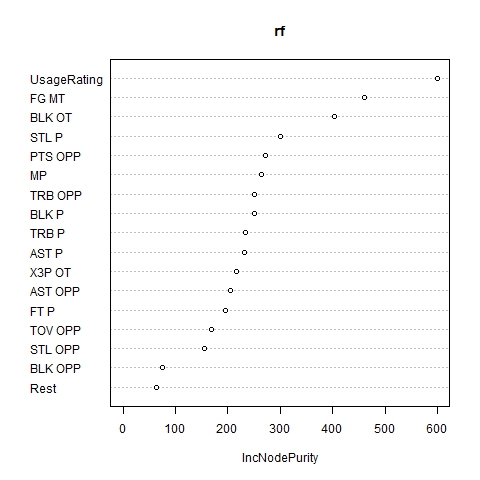 rf
UsageRating
FG MT
BLK OT
STL P
PTS OPP
MP
TRB OPP
BLK P
TRB P
AST P
X3P OT
AST OPP
FT P
TOV OPP
STL OPP
BLK OPP
Rest
0 100 200 300 400 500 600
IncNodePurity